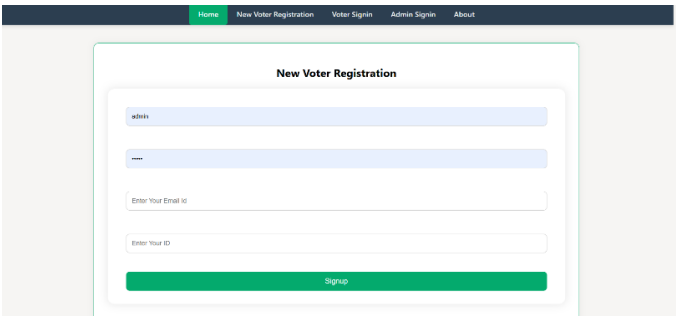 Home New Voter Registration Voter Signin Admin Signin About
New Voter Registration
admin
•••••
Enter Your Email Id
Enter Your ID
Signup